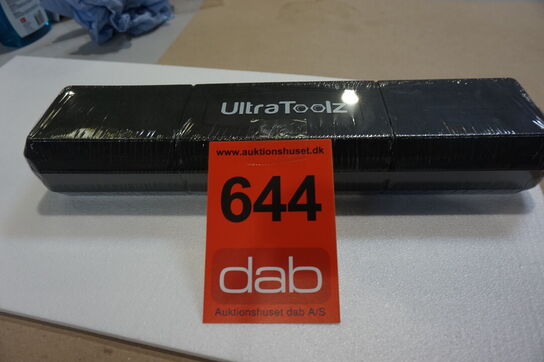 UltraToolz
www.auktionshuset.dk
644
dab
Auktionshuset dab A/S